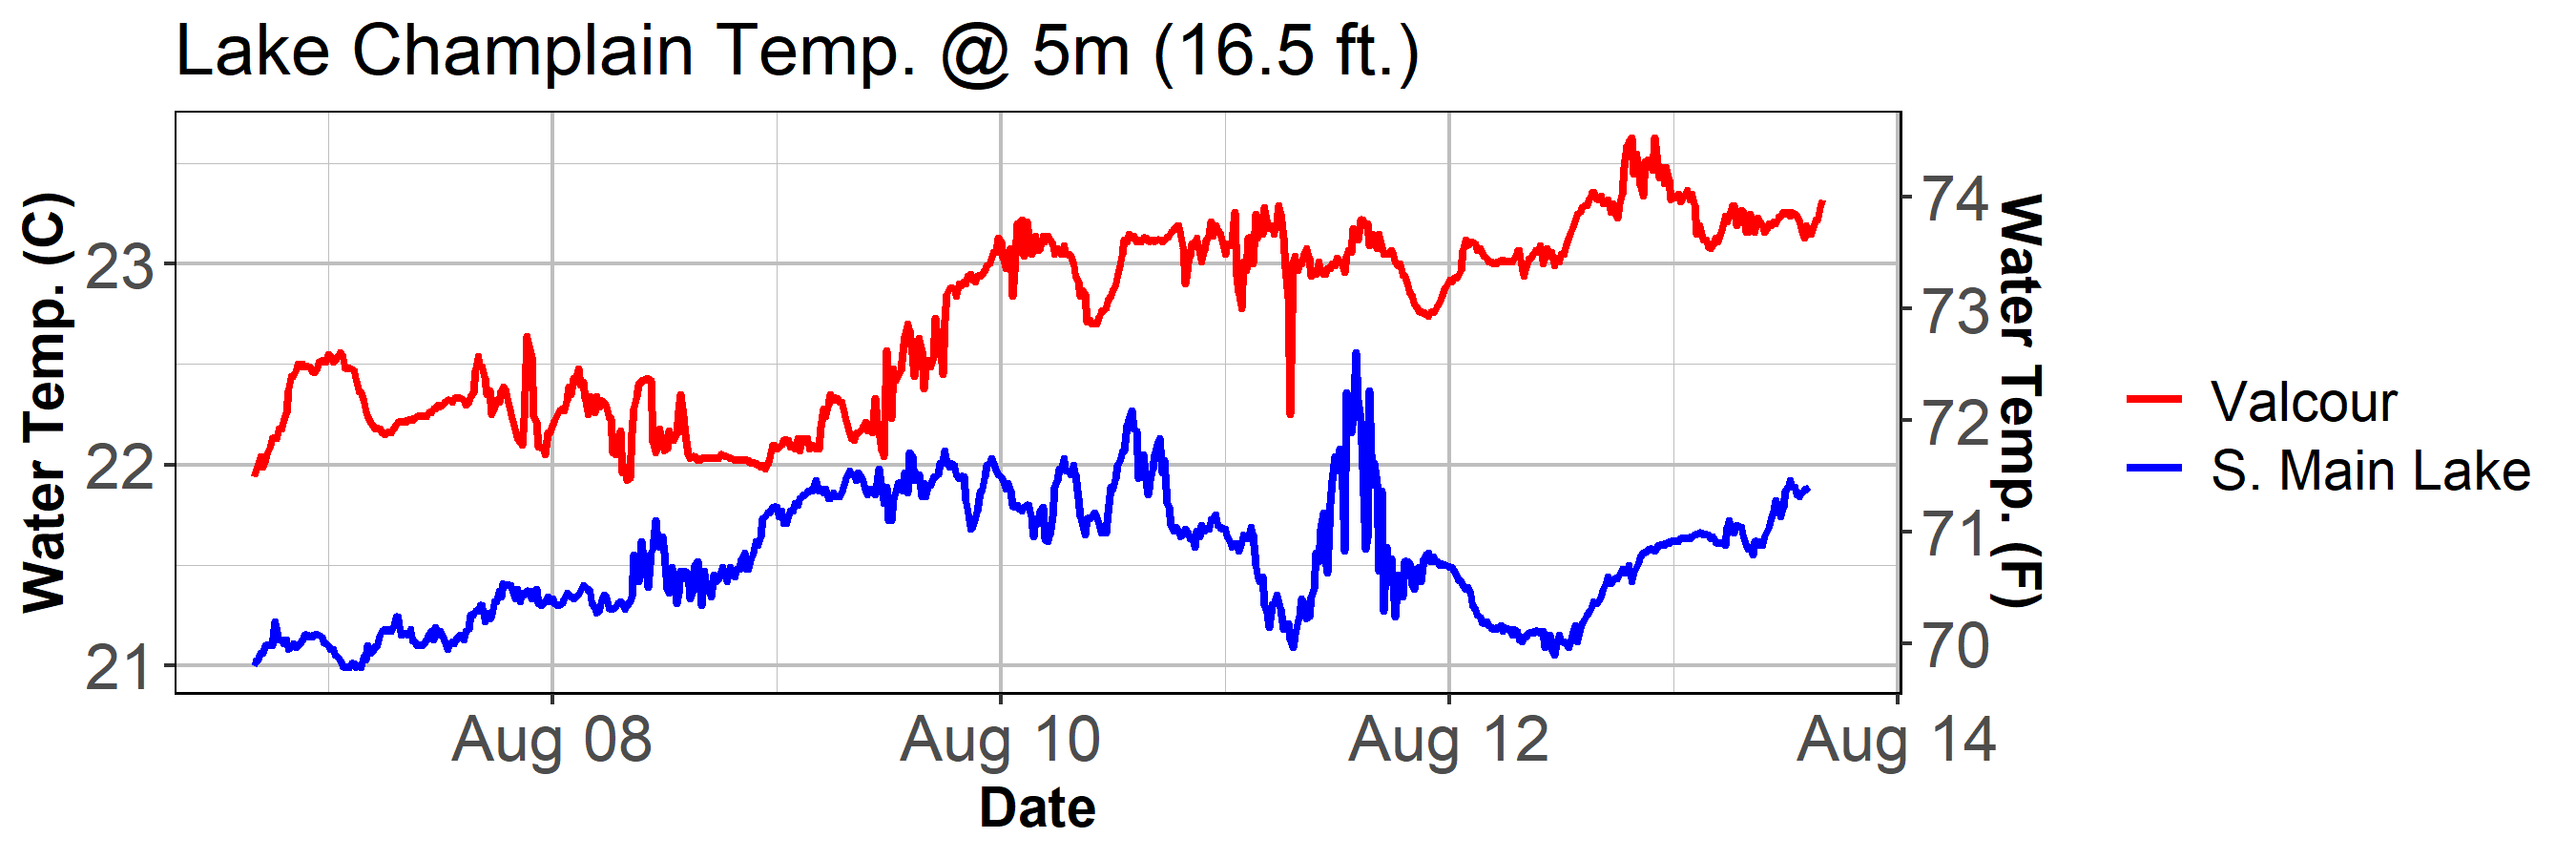 Lake Champlain Temp. @ 5m (16.5 ft.)
Water Temp. (C)
23
22
21
74
73
72
71
70
Water Temp. (F)
Aug 08
Aug 10
Aug 12
Aug 14
Date
Valcour
S. Main Lake